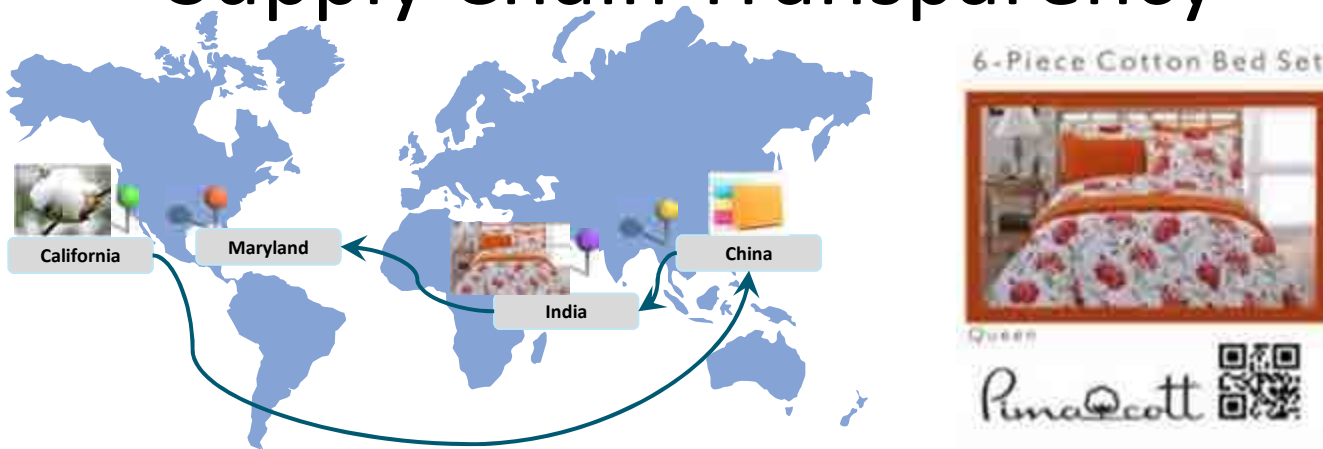 Supply Chain Transparency
6-Piece Cotton Bed Set
California
Maryland
China
India
Queen
PimaCott